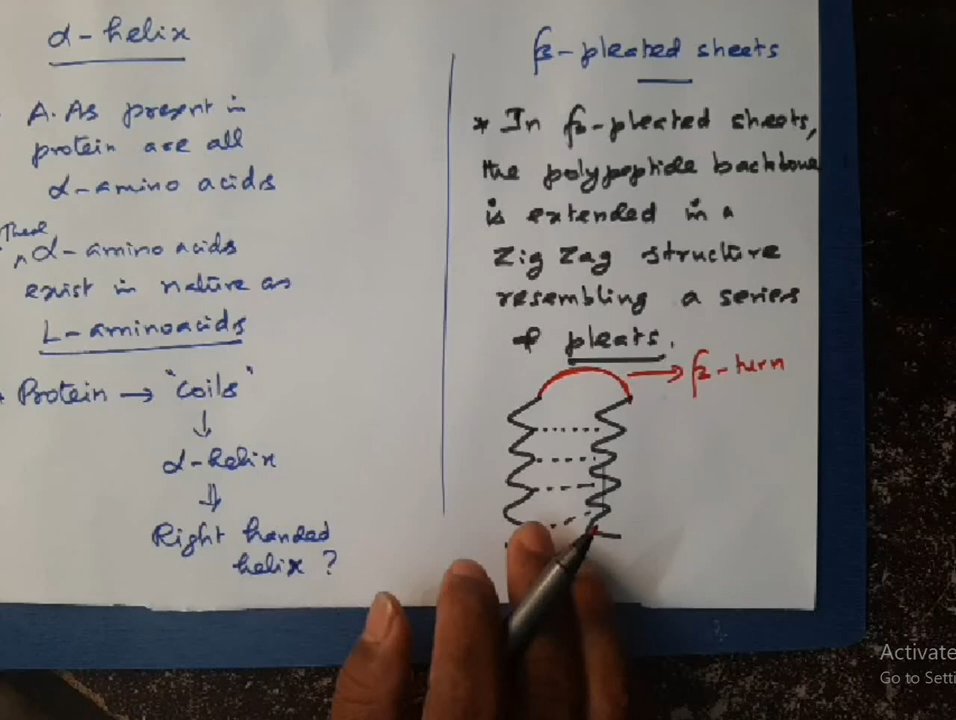 α-helix
A.As present in
protein are all
α-amino acids
These
α-amino acids
exist in nature as
L-aminoacids
Protein → "coils"
↓
α-helix
⇓
Right handed
helix ?
β-pleated sheets
* In β-pleated sheets,
the polypeptide backbone
is extended in a
Zig Zag structure
resembling a series
of pleats.
→ β-turn
Activate
Go to Setti